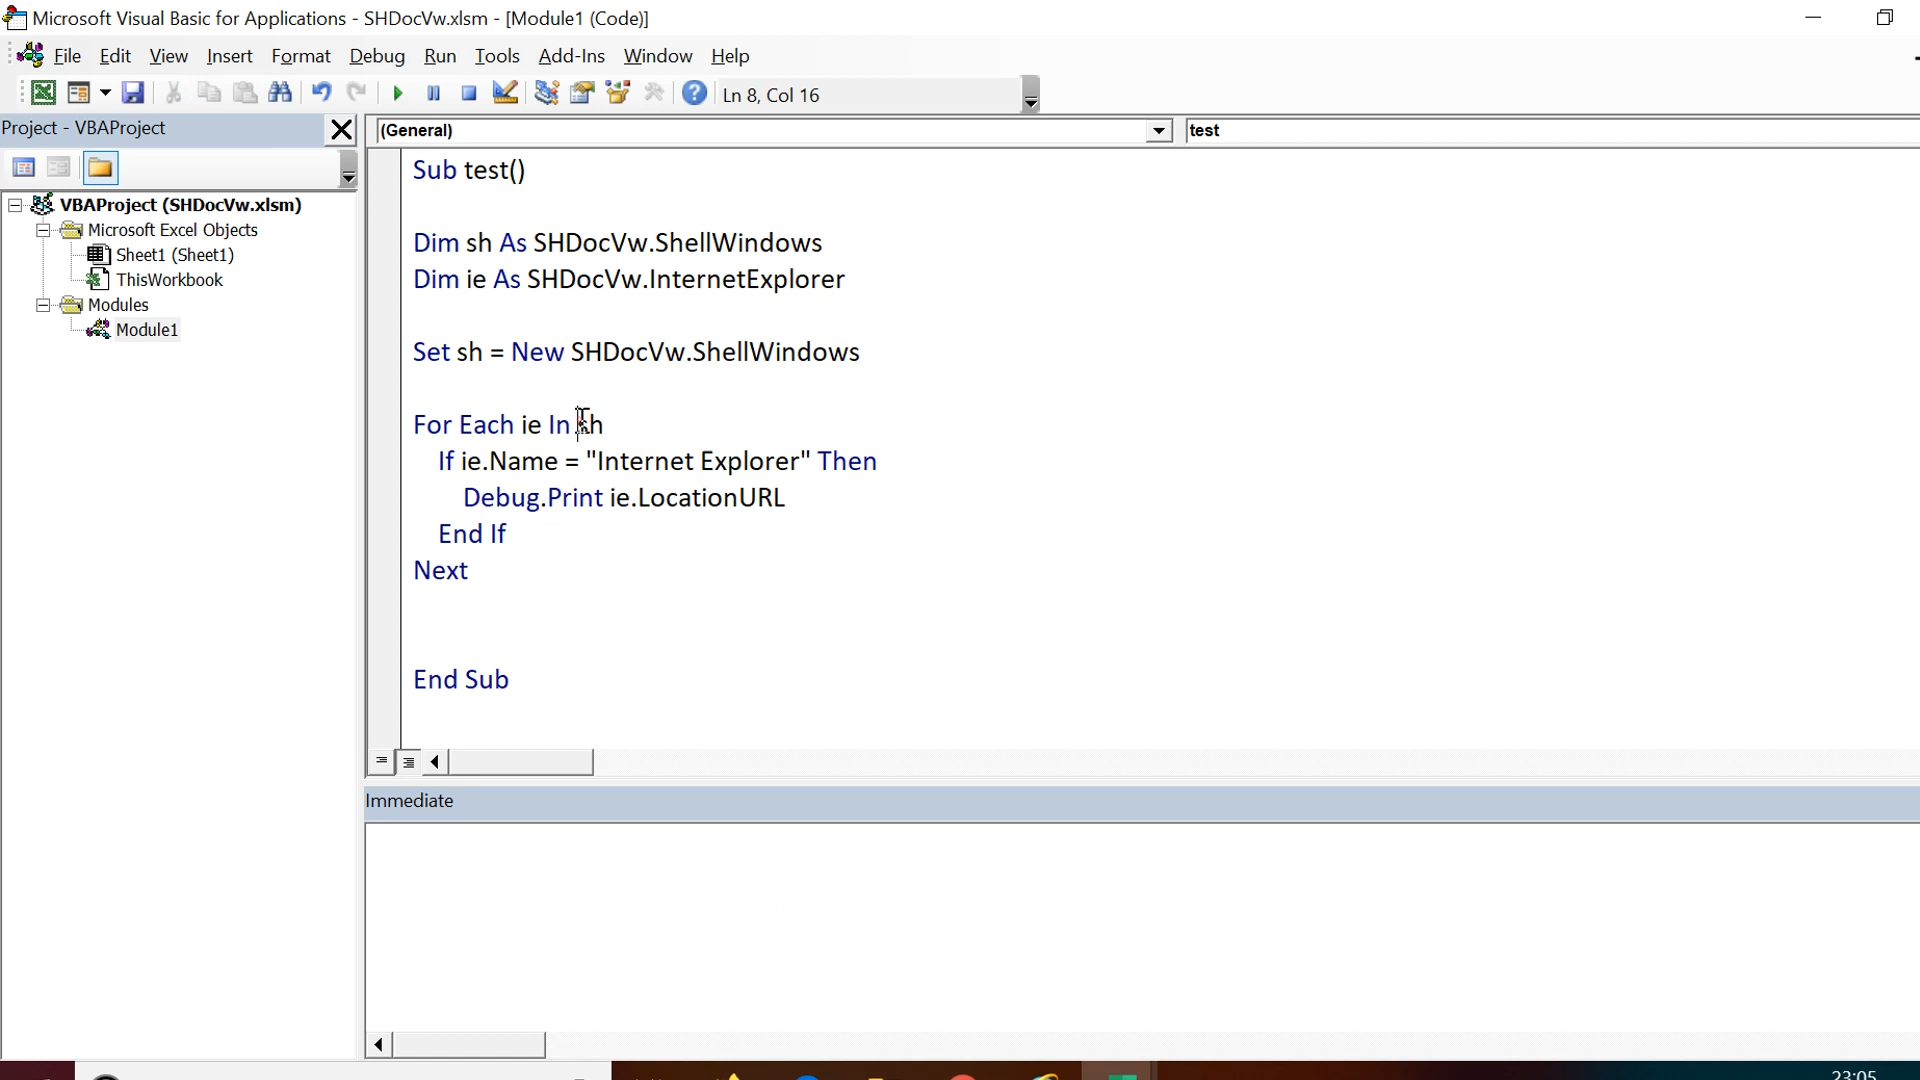 Microsoft Visual Basic for Applications - SHDocVw.xlsm - [Module1 (Code)]
File Edit View Insert Format Debug Run Tools Add-Ins Window Help
Ln 8, Col 16
Project - VBAProject
(General)
test
VBAProject (SHDocVw.xlsm)
Microsoft Excel Objects
Sheet1 (Sheet1)
ThisWorkbook
Modules
Module1
Sub test()
Dim sh As SHDocVw.ShellWindows
Dim ie As SHDocVw.InternetExplorer
Set sh = New SHDocVw.ShellWindows
For Each ie In sh
If ie.Name = "Internet Explorer" Then
Debug.Print ie.LocationURL
End If
Next
End Sub
Immediate
23:05